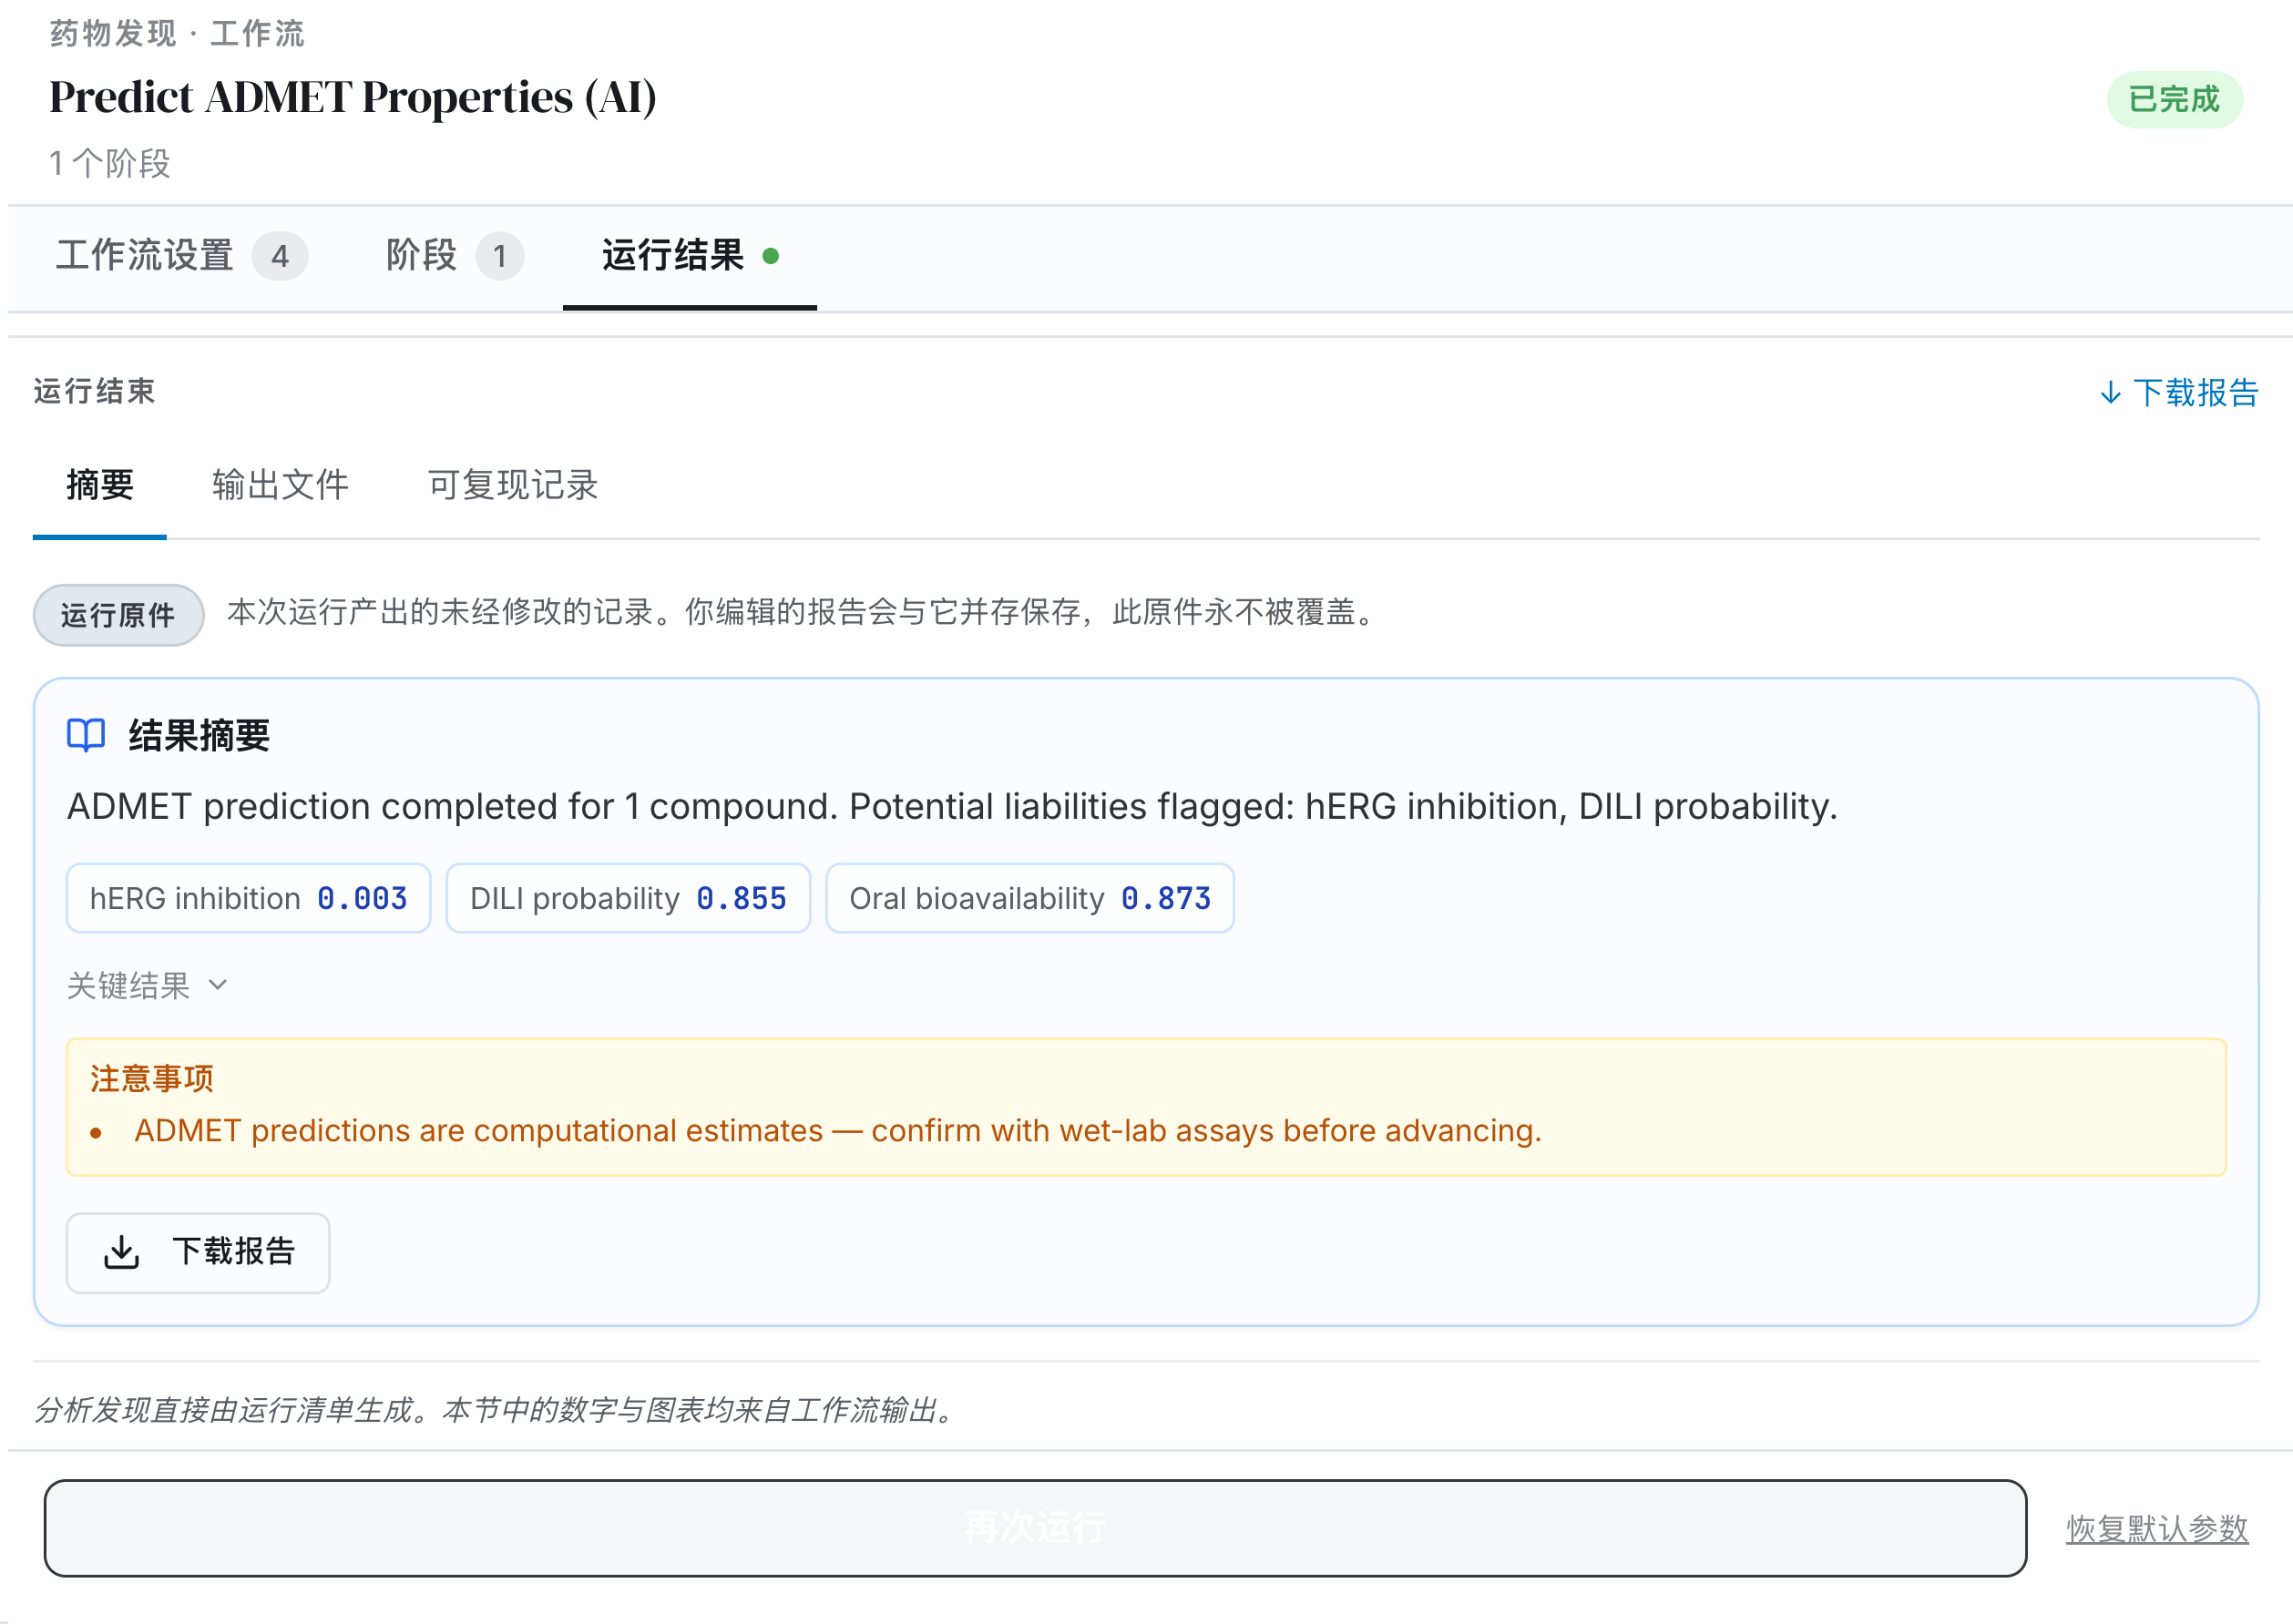 药物发现 · 工作流
Predict ADMET Properties (AI)
已完成
1 个阶段
工作流设置 4 阶段 1 运行结果
运行结束
下载报告
摘要 输出文件 可复现记录
运行原件 本次运行产出的未经修改的记录。你编辑的报告会与它并存保存，此原件永不被覆盖。
结果摘要
ADMET prediction completed for 1 compound. Potential liabilities flagged: hERG inhibition, DILI probability.
hERG inhibition 0.003 DILI probability 0.855 Oral bioavailability 0.873
关键结果
注意事项
• ADMET predictions are computational estimates — confirm with wet-lab assays before advancing.
下载报告
分析发现直接由运行清单生成。本节中的数字与图表均来自工作流输出。
再次运行
恢复默认参数